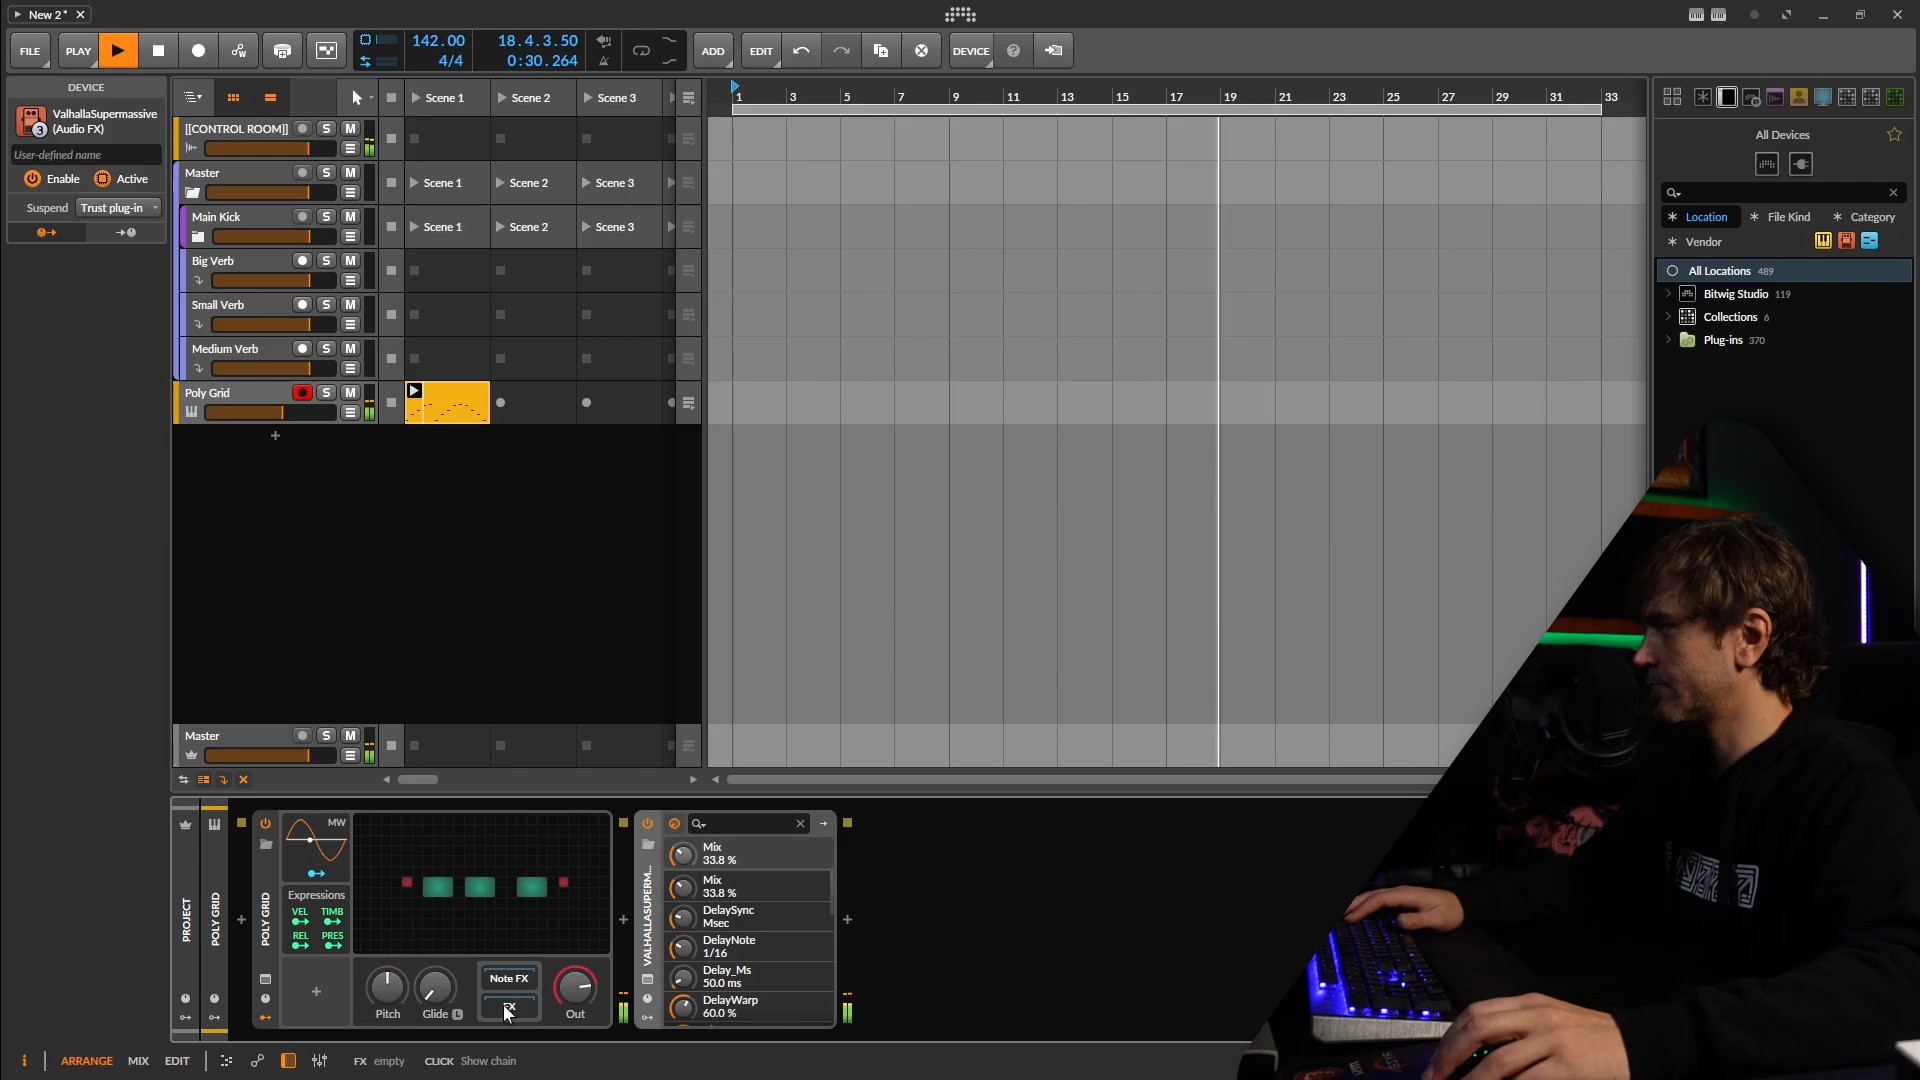 New 2*
FILE PLAY 142.00 4/4 18.4.3.50 0:30.264 ADD EDIT DEVICE
DEVICE
ValhallaSupermassive
(Audio FX)
3
User-defined name
Enable Active
Suspend Trust plug-in
Scene 1 Scene 2 Scene 3
[[CONTROL ROOM]] S M
Master S M
Scene 1 Scene 2 Scene 3
Main Kick S M
Scene 1 Scene 2 Scene 3
Big Verb S M
Small Verb S M
Medium Verb S M
Poly Grid S M
Master S M
1 3 5 7 9 11 13 15 17 19 21 23 25 27 29 31 33
All Devices
Location File Kind Category
Vendor
All Locations 489
Bitwig Studio 119
Collections 6
Plug-ins 370
PROJECT
POLY GRID
POLY GRID
MW
Expressions
VEL TIMB
REL PRES
Pitch Glide L Note FX FX Out
VALHALLASUPERM...
Mix
33.8 %
Mix
33.8 %
DelaySync
Msec
DelayNote
1/16
Delay_Ms
50.0 ms
DelayWarp
60.0 %
i ARRANGE MIX EDIT FX empty CLICK Show chain